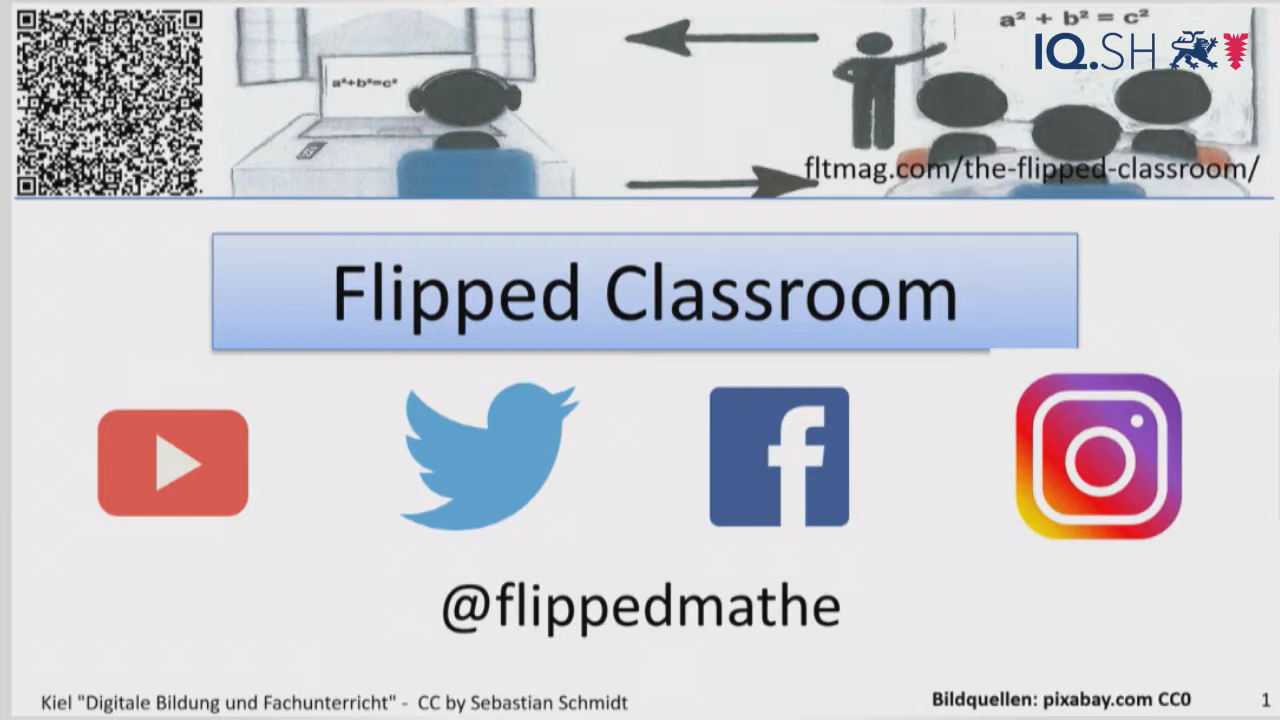 a² + b² = c²
IQ.SH
a²+b²=c²
fltmag.com/the-flipped-classroom/
Flipped Classroom
@flippedmathe
Kiel "Digitale Bildung und Fachunterricht" - CC by Sebastian Schmidt
Bildquellen: pixabay.com CC0
1